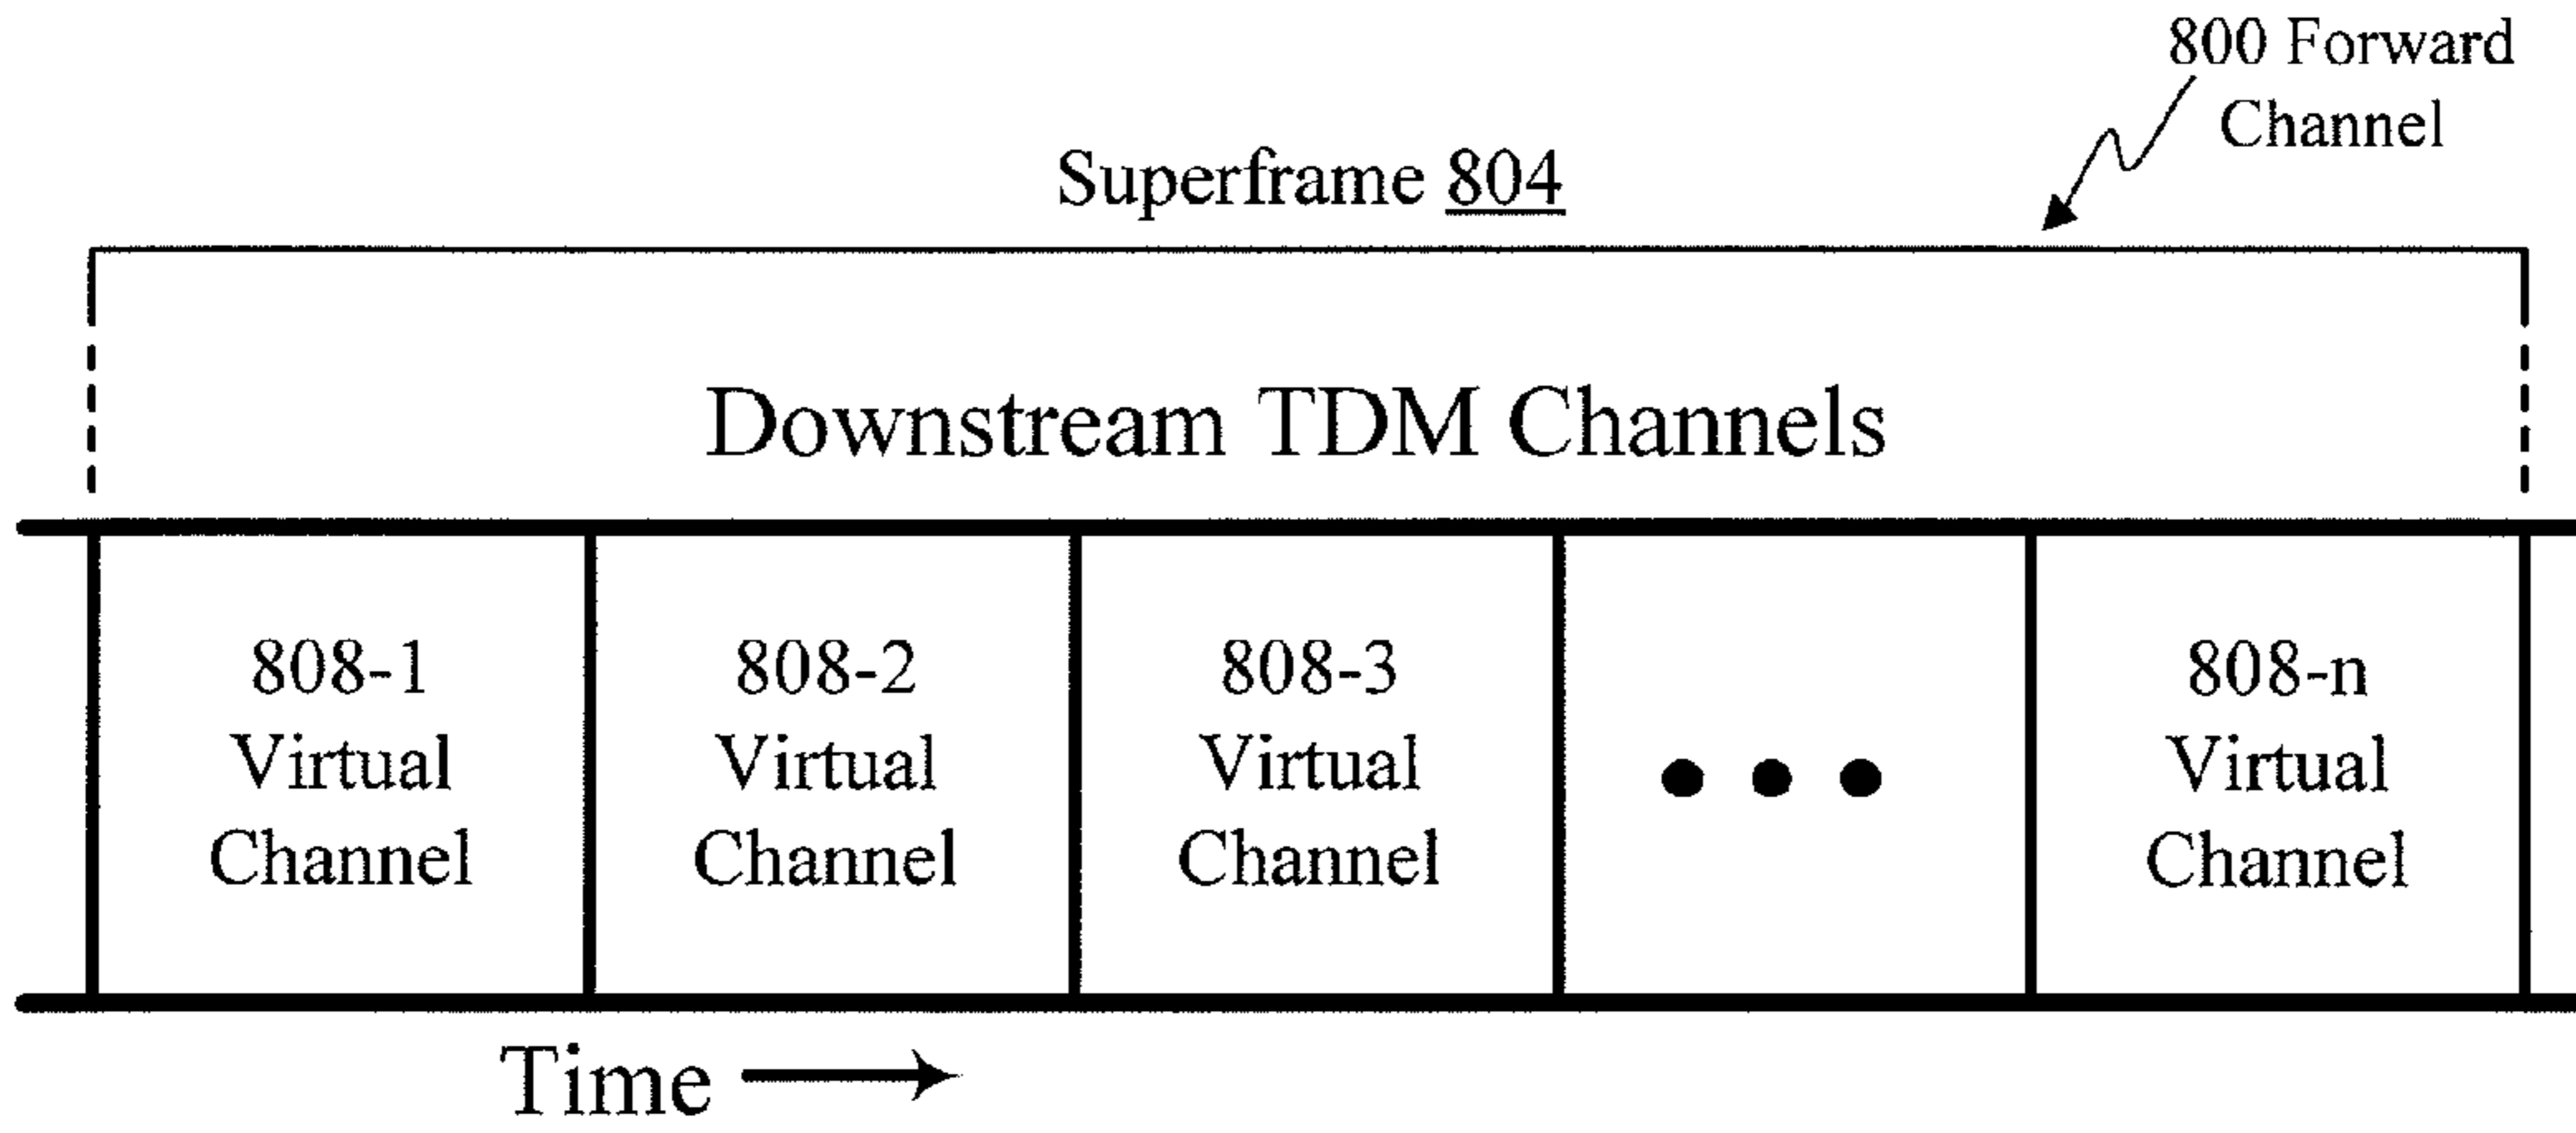 800 Forward
Channel
Superframe 804
Downstream TDM Channels
808-1
Virtual
Channel
808-2
Virtual
Channel
808-3
Virtual
Channel
808-n
Virtual
Channel
Time